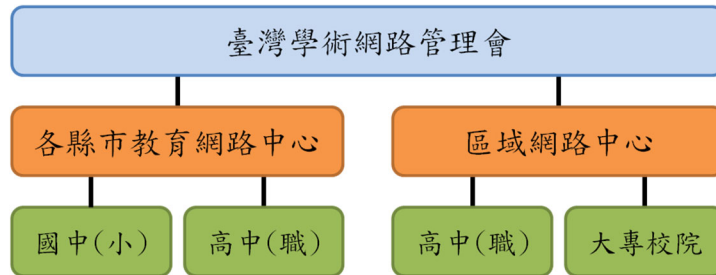 臺灣學術網路管理會
各縣市教育網路中心
區域網路中心
國中(小)
高中(職)
高中(職)
大專校院